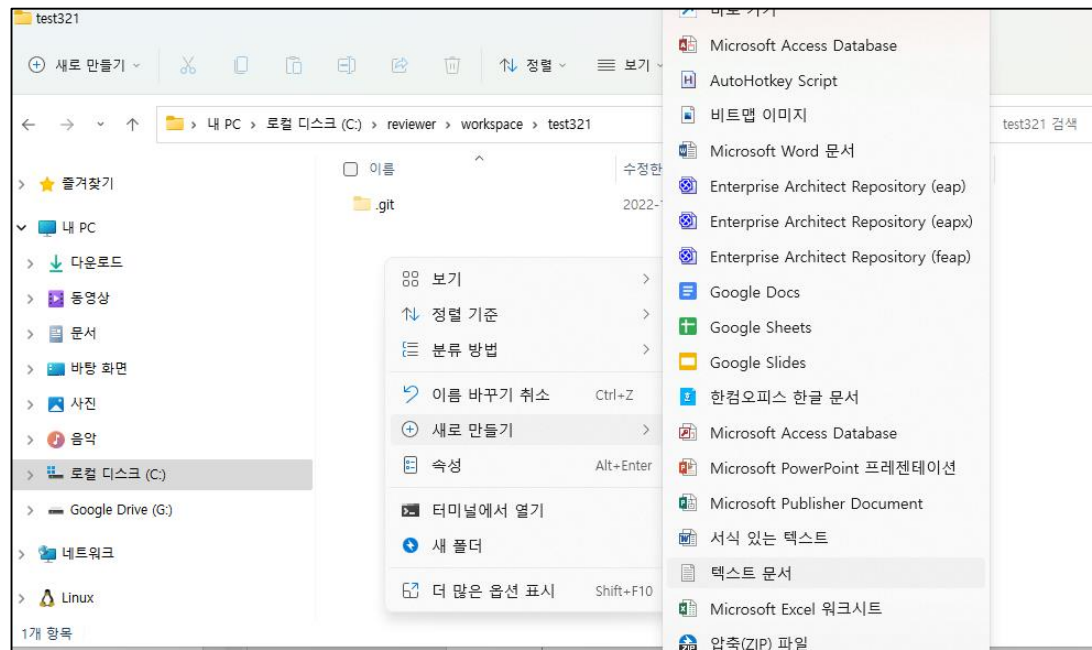 test321
새로 만들기
정렬
보기
내 PC > 로컬 디스크 (C:) > reviewer > workspace > test321
test321 검색
즐겨찾기
내 PC
다운로드
동영상
문서
바탕 화면
사진
음악
로컬 디스크 (C:)
Google Drive (G:)
네트워크
Linux
1개 항목
이름
수정한
.git
2022-
보기
정렬 기준
분류 방법
이름 바꾸기 취소 Ctrl+Z
새로 만들기
속성 Alt+Enter
터미널에서 열기
새 폴더
더 많은 옵션 표시 Shift+F10
바로 가기
Microsoft Access Database
AutoHotkey Script
비트맵 이미지
Microsoft Word 문서
Enterprise Architect Repository (eap)
Enterprise Architect Repository (eapx)
Enterprise Architect Repository (feap)
Google Docs
Google Sheets
Google Slides
한컴오피스 한글 문서
Microsoft Access Database
Microsoft PowerPoint 프레젠테이션
Microsoft Publisher Document
서식 있는 텍스트
텍스트 문서
Microsoft Excel 워크시트
압축(ZIP) 파일